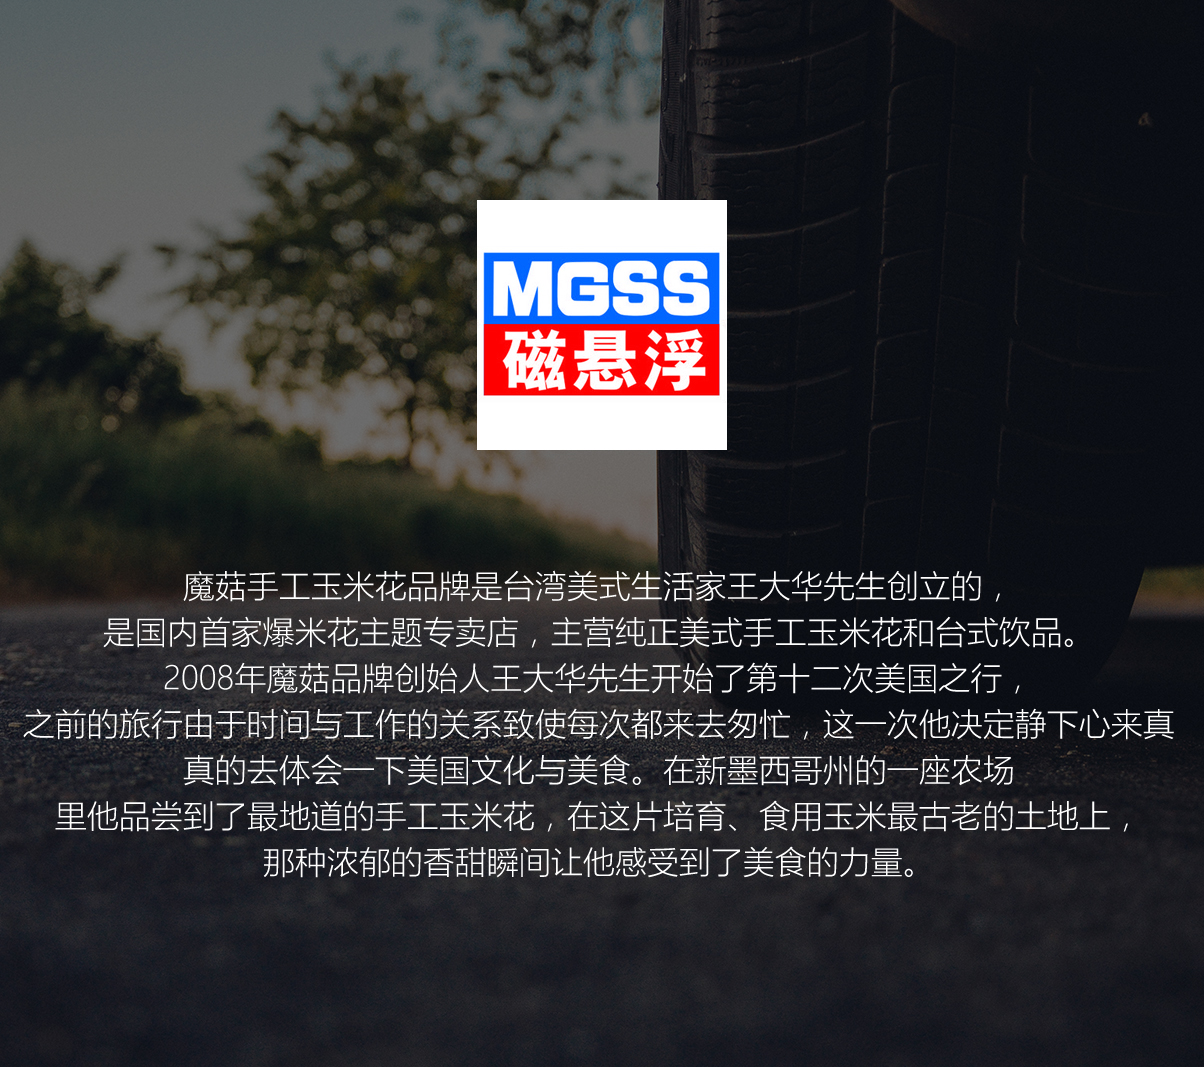 MGSS
磁悬浮
魔菇手工玉米花品牌是台湾美式生活家王大华先生创立的，
是国内首家爆米花主题专卖店，主营纯正美式手工玉米花和台式饮品。
2008年魔菇品牌创始人王大华先生开始了第十二次美国之行，
之前的旅行由于时间与工作的关系致使每次都来去匆忙，这一次他决定静下心来真
真的去体会一下美国文化与美食。在新墨西哥州的一座农场
里他品尝到了最地道的手工玉米花，在这片培育、食用玉米最古老的土地上，
那种浓郁的香甜瞬间让他感受到了美食的力量。